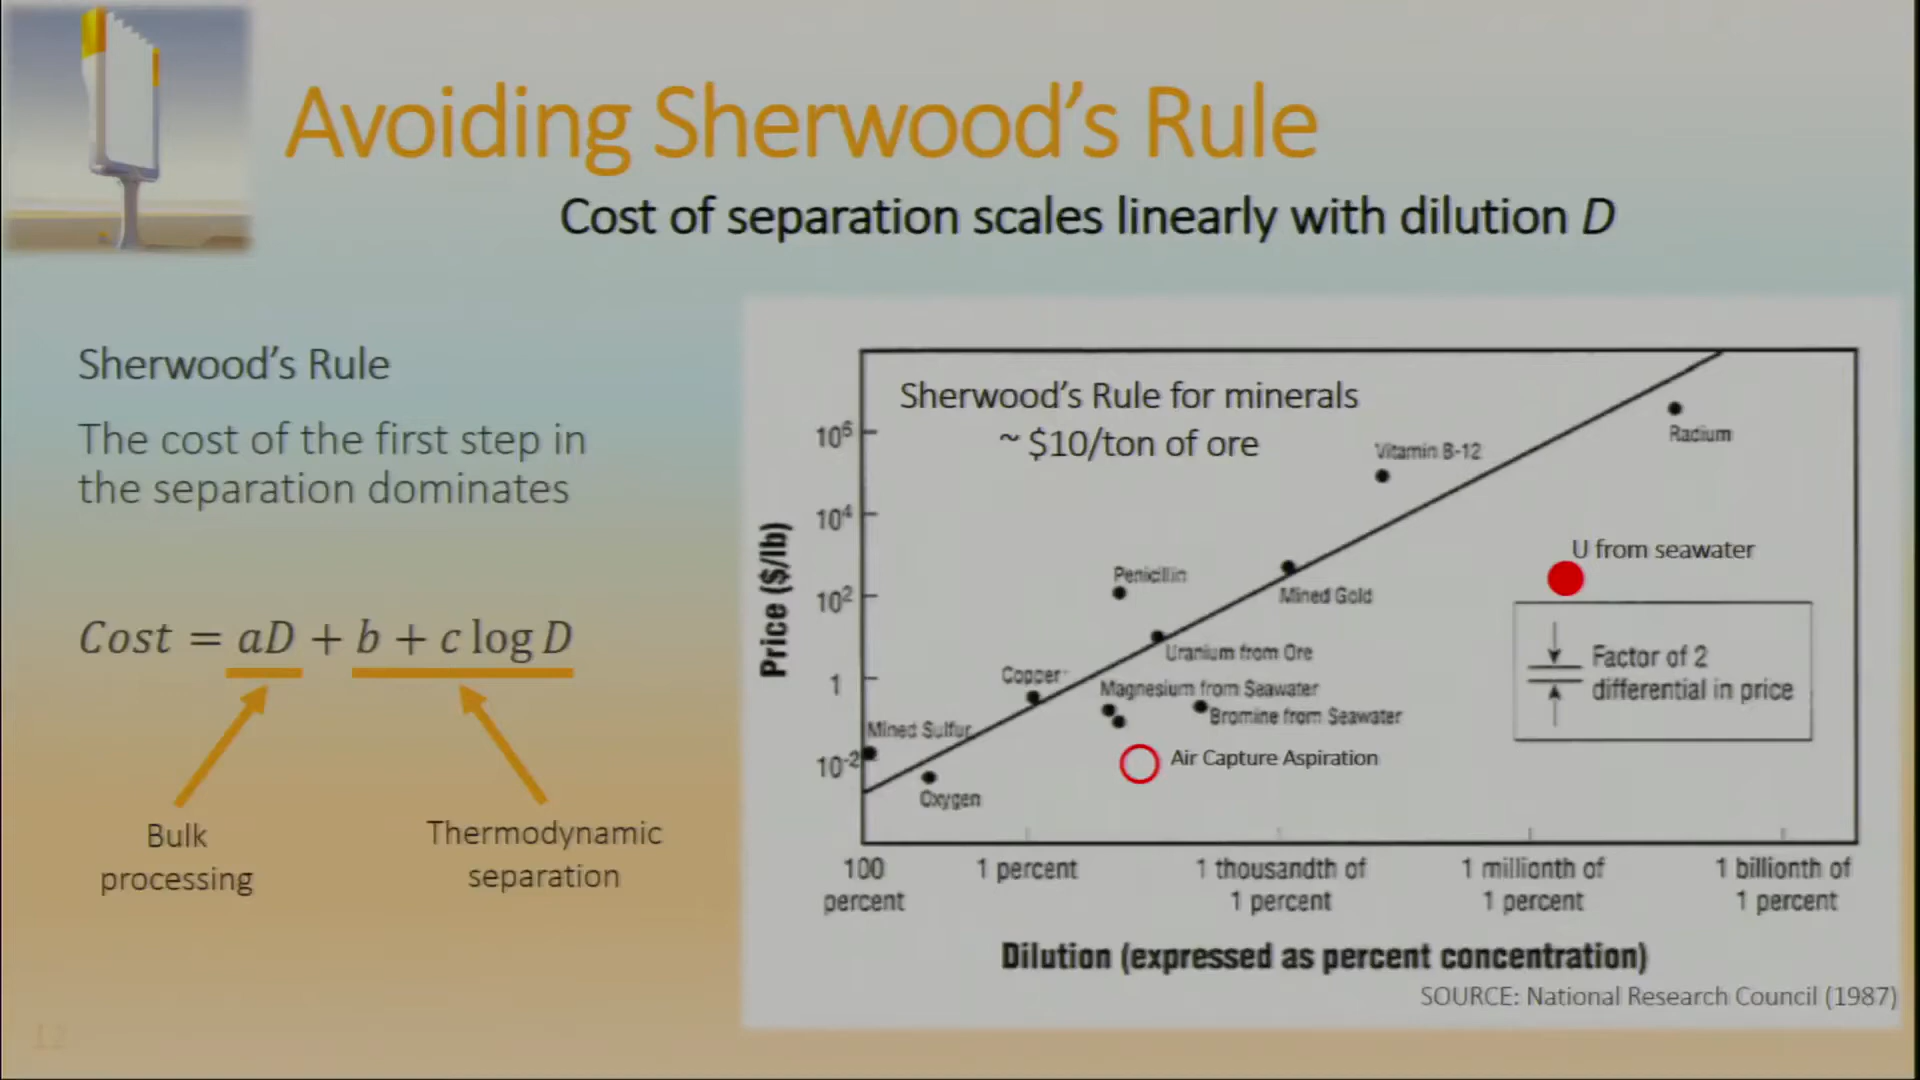 Avoiding Sherwood's Rule
Cost of separation scales linearly with dilution D
Sherwood's Rule
The cost of the first step in
the separation dominates
Cost = aD + b + c log D
Bulk
processing
Thermodynamic
separation
Sherwood's Rule for minerals
~ $10/ton of ore
Price ($/lb)
10⁶
10⁴
10²
1
10⁻²
Radium
Vitamin B-12
U from seawater
Penicillin
Mined Gold
Uranium from Ore
Copper
Magnesium from Seawater
Bromine from Seawater
Mined Sulfur
Air Capture Aspiration
Oxygen
Factor of 2
differential in price
100
percent
1 percent
1 thousandth of
1 percent
1 millionth of
1 percent
1 billionth of
1 percent
Dilution (expressed as percent concentration)
SOURCE: National Research Council (1987)
12